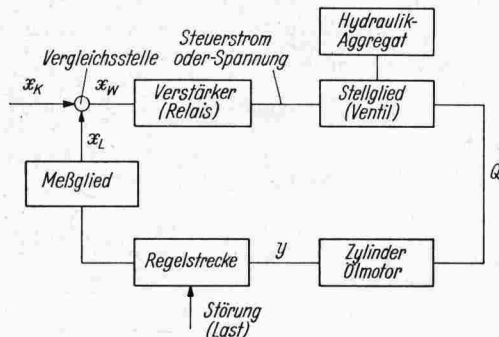 Hydraulik-
Aggregat
Vergleichsstelle
Steuerstrom
oder-Spannung
x_K
x_W
Verstärker
(Relais)
Stellglied
(Ventil)
x_L
Meßglied
Q
Regelstrecke
y
Zylinder
Ölmotor
Störung
(Last)